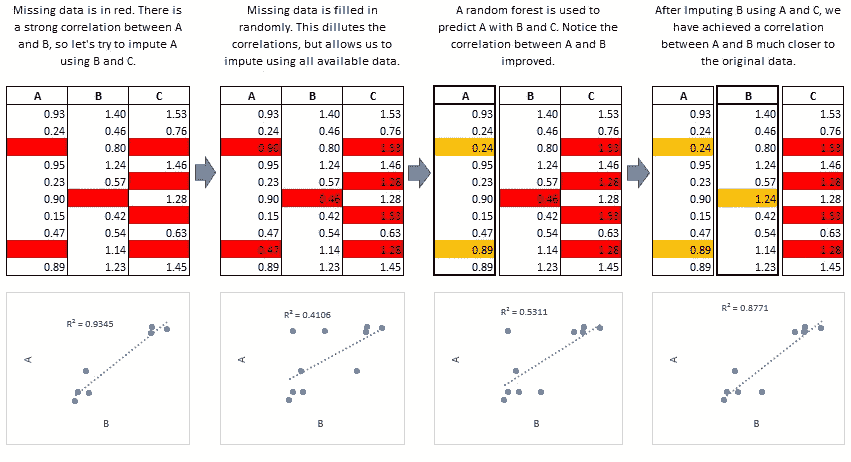 Missing data is in red. There is
a strong correlation between A
and B, so let's try to impute A
using B and C.
A B C
0.93 1.40 1.53
0.24 0.46 0.76
0.80
0.95 1.24 1.46
0.23 0.57
0.90 1.28
0.15 0.42
0.47 0.54 0.63
1.14
0.89 1.23 1.45
R² = 0.9345
A
B
Missing data is filled in
randomly. This dillutes the
correlations, but allows us to
impute using all available data.
A B C
0.93 1.40 1.53
0.24 0.46 0.76
0.90 0.80 1.53
0.95 1.24 1.46
0.23 0.57 1.28
0.90 0.46 1.28
0.15 0.42 1.53
0.47 0.54 0.63
0.47 1.14 1.28
0.89 1.23 1.45
R² = 0.4106
A
B
A random forest is used to
predict A with B and C. Notice the
correlation between A and B
improved.
A B C
0.93 1.40 1.53
0.24 0.46 0.76
0.24 0.80 1.53
0.95 1.24 1.46
0.23 0.57 1.28
0.90 0.46 1.28
0.15 0.42 1.53
0.47 0.54 0.63
0.89 1.14 1.28
0.89 1.23 1.45
R² = 0.5311
A
B
After Imputing B using A and C, we
have achieved a correlation
between A and B much closer to
the original data.
A B C
0.93 1.40 1.53
0.24 0.46 0.76
0.24 0.80 1.53
0.95 1.24 1.46
0.23 0.57 1.28
0.90 1.24 1.28
0.15 0.42 1.53
0.47 0.54 0.63
0.89 1.14 1.28
0.89 1.23 1.45
R² = 0.8771
A
B